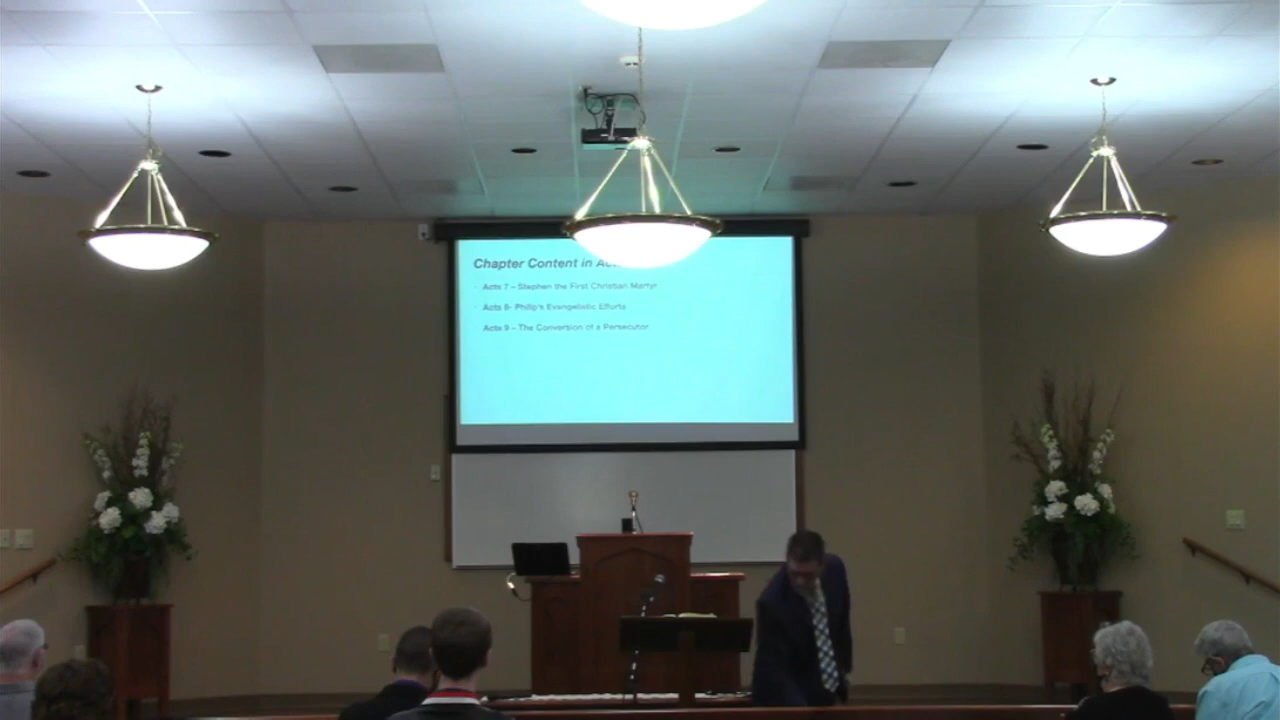 Chapter Content in Ac
Acts 7 – Stephen the First Christian Martyr
Acts 8- Philip's Evangelistic Efforts
Acts 9 – The Conversion of a Persecutor